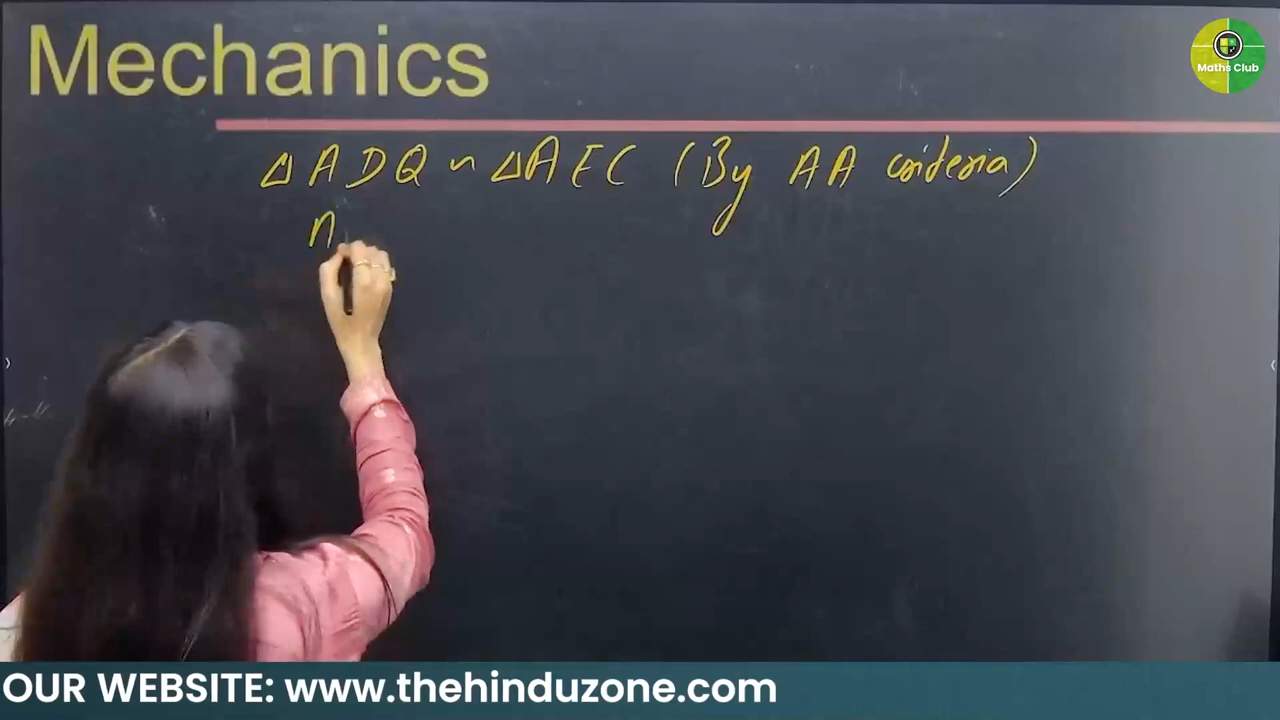 Mechanics
Maths Club
△ADQ ~ △AEC (By AA criteria)
OUR WEBSITE: www.thehinduzone.com